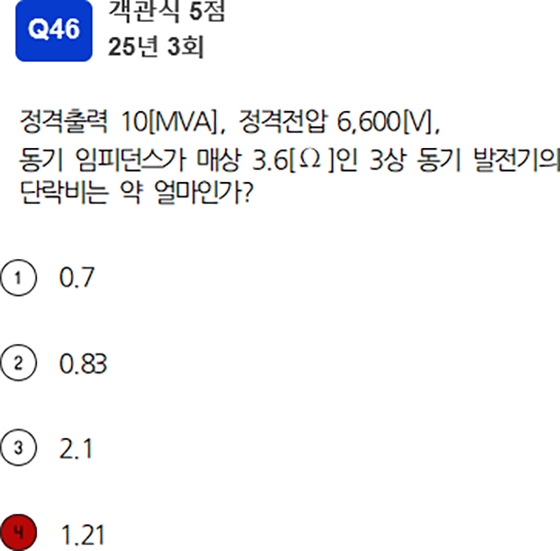 Q46
객관식 5점
25년 3회
정격출력 10[MVA], 정격전압 6,600[V],
동기 임피던스가 매상 3.6[Ω]인 3상 동기 발전기의
단락비는 약 얼마인가?
1 0.7
2 0.83
3 2.1
4 1.21